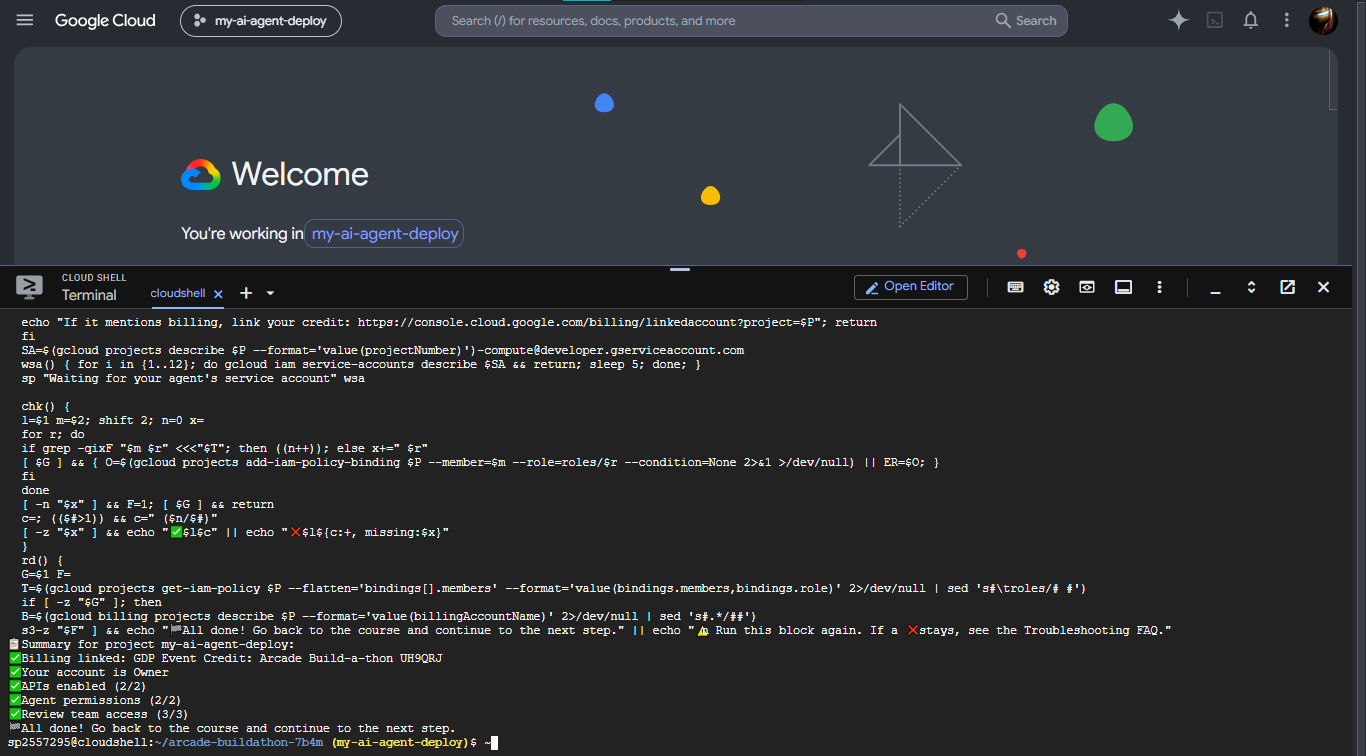 Google Cloud
my-ai-agent-deploy
Search (/) for resources, docs, products, and more
Search
Welcome
You're working in my-ai-agent-deploy
CLOUD SHELL
Terminal
cloudshell
Open Editor
echo "If it mentions billing, link your credit: https://console.cloud.google.com/billing/linkedaccount?project=$P"; return
fi
SA=$(gcloud projects describe $P --format='value(projectNumber)')-compute@developer.gserviceaccount.com
wsa() { for i in {1..12}; do gcloud iam service-accounts describe $SA && return; sleep 5; done; }
sp "Waiting for your agent's service account" wsa
chk() {
l=$1 m=$2; shift 2; n=0 x=
for r; do
if grep -qixF "$m $r" <<<"$T"; then ((n++)); else x+=" $r"
[ $G ] && { O=$(gcloud projects add-iam-policy-binding $P --member=$m --role=roles/$r --condition=None 2>&1 >/dev/null) || ER=$O; }
fi
done
[ -n "$x" ] && F=1; [ $G ] && return
c=; (($#>1)) && c=" ($n/$#)"
[ -z "$x" ] && echo "✅$l$c" || echo "❌$l${c:+, missing:$x}"
}
rd() {
G=$1 F=
T=$(gcloud projects get-iam-policy $P --flatten='bindings[].members' --format='value(bindings.members,bindings.role)' 2>/dev/null | sed 's#\troles/# #')
if [ -z "$G" ]; then
B=$(gcloud billing projects describe $P --format='value(billingAccountName)' 2>/dev/null | sed 's#.*/##')
s3-z "$F" ] && echo "🏁All done! Go back to the course and continue to the next step." || echo "⚠️ Run this block again. If a ❌stays, see the Troubleshooting FAQ."
📋Summary for project my-ai-agent-deploy:
✅Billing linked: GDP Event Credit: Arcade Build-a-thon UH9QRJ
✅Your account is Owner
✅APIs enabled (2/2)
✅Agent permissions (2/2)
✅Review team access (3/3)
🏁All done! Go back to the course and continue to the next step.
sp2557295@cloudshell:~/arcade-buildathon-7b4m (my-ai-agent-deploy)$ ~